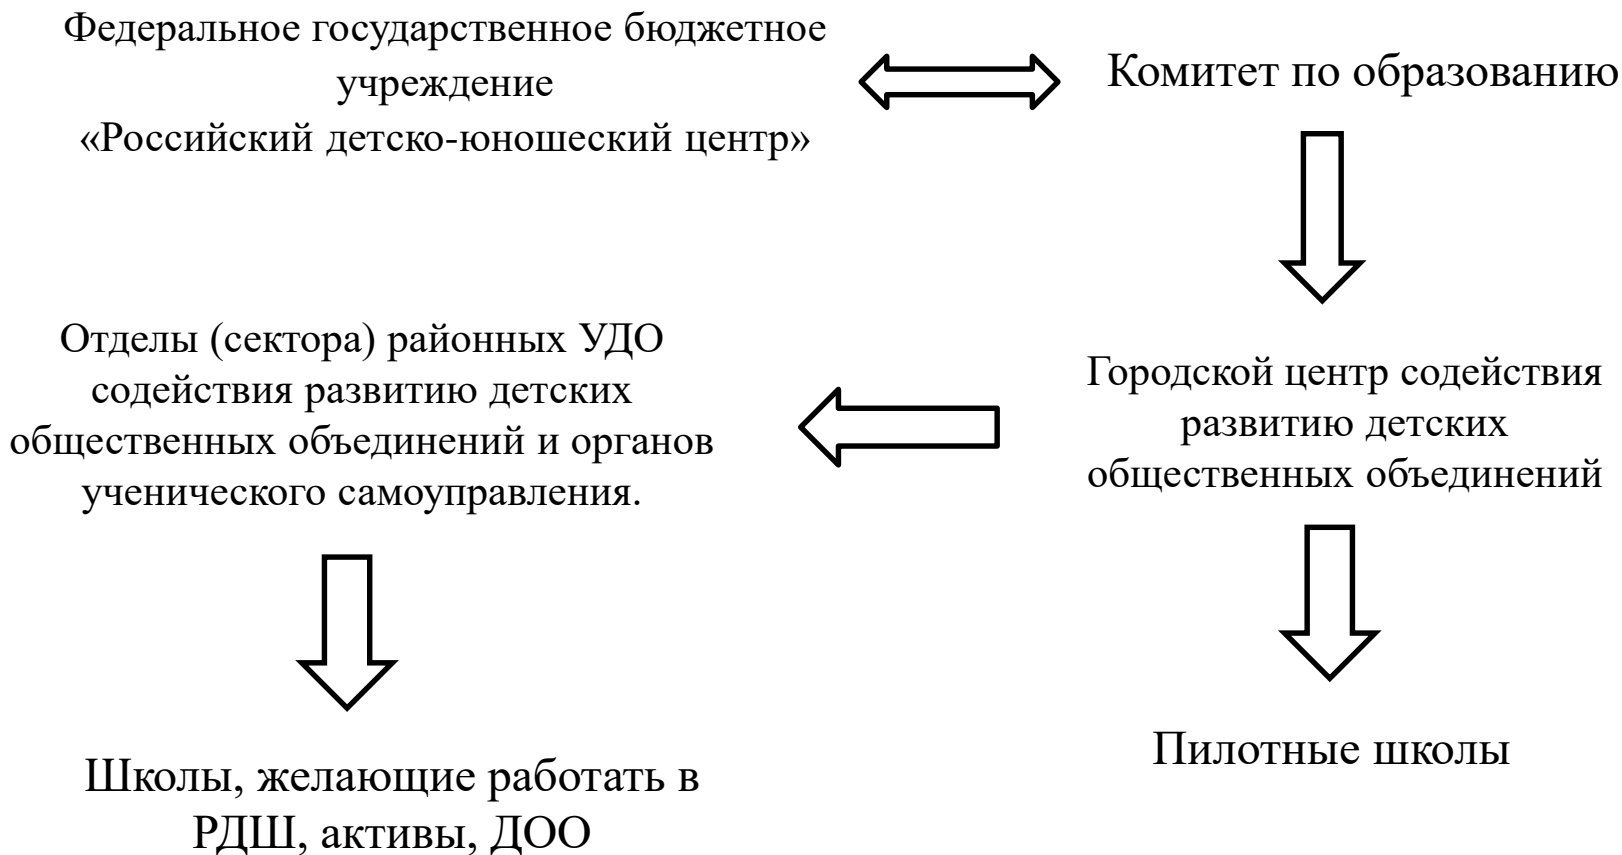 Федеральное государственное бюджетное
учреждение
«Российский детско-юношеский центр»
Комитет по образованию
Отделы (сектора) районных УДО
содействия развитию детских
общественных объединений и органов
ученического самоуправления.
Городской центр содействия
развитию детских
общественных объединений
Школы, желающие работать в
РДШ, активы, ДОО
Пилотные школы